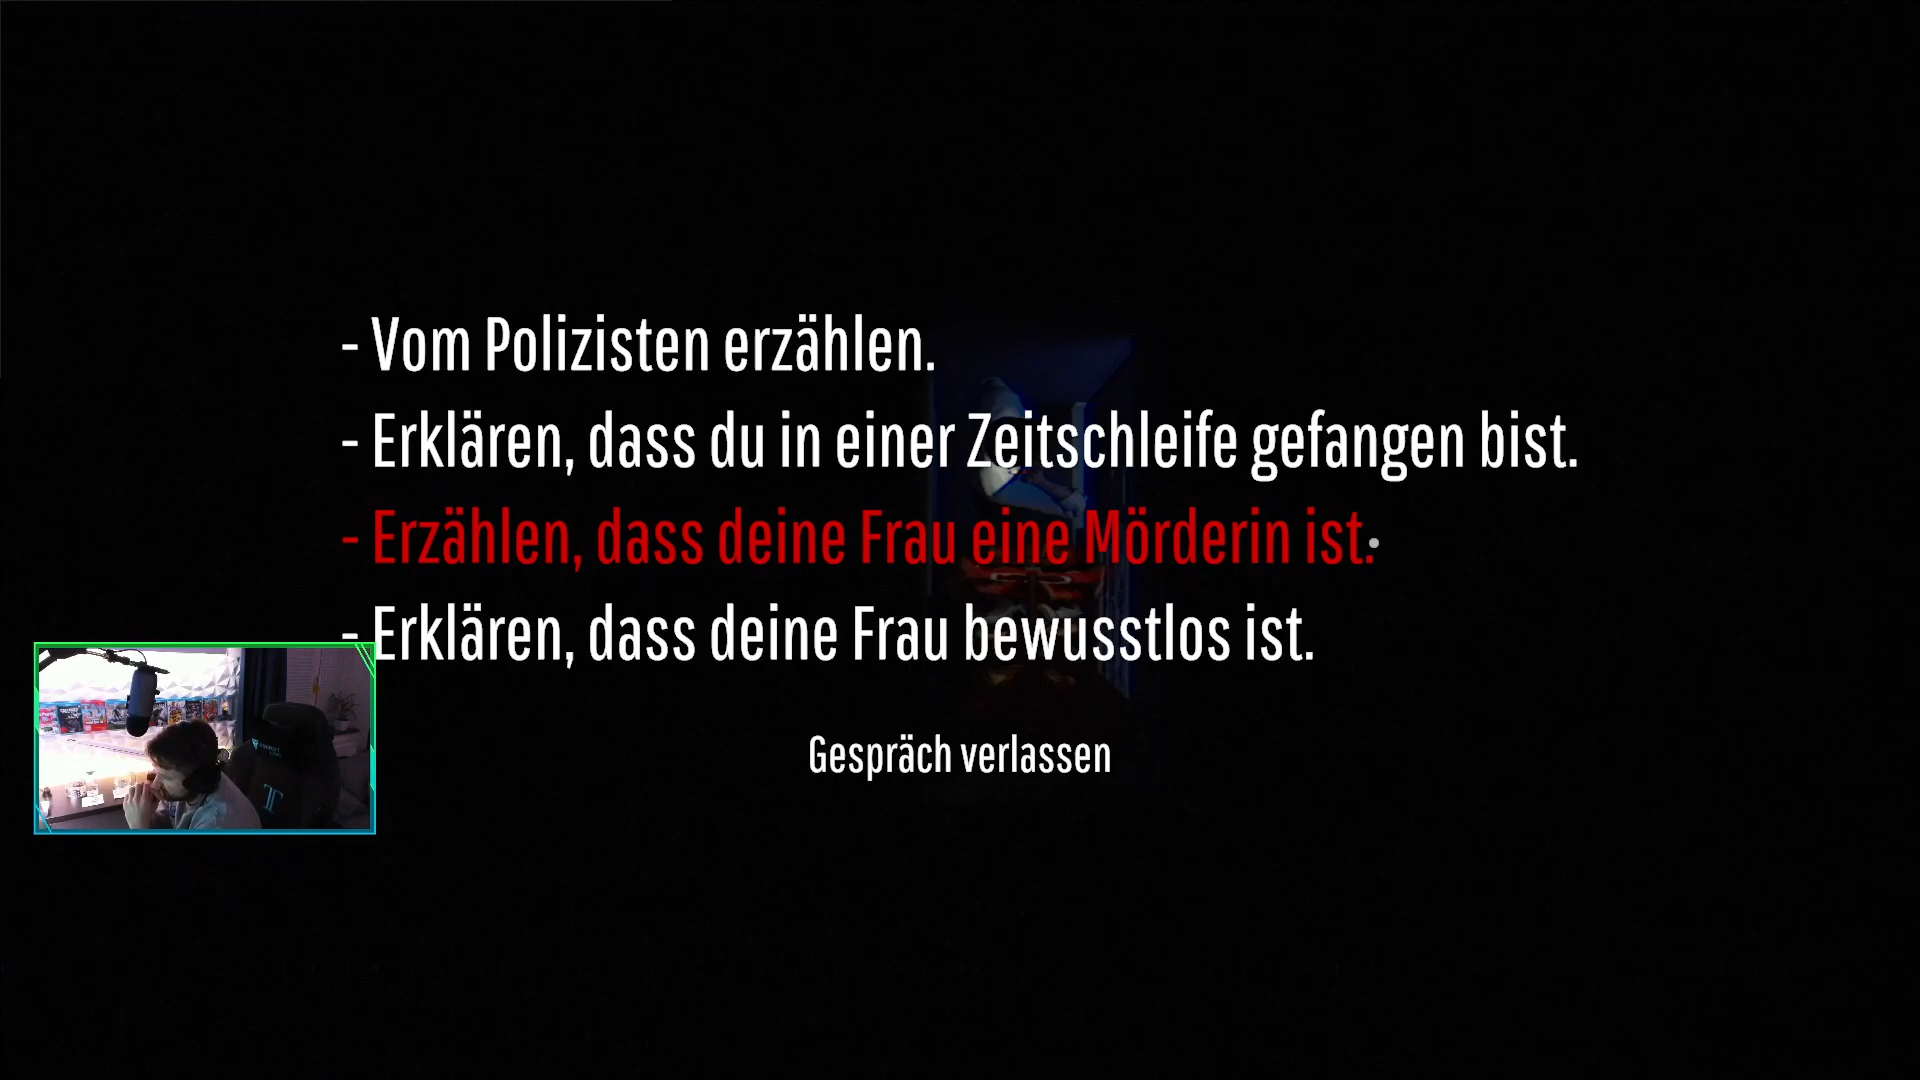 - Vom Polizisten erzählen.
- Erklären, dass du in einer Zeitschleife gefangen bist.
- Erzählen, dass deine Frau eine Mörderin ist.
- Erklären, dass deine Frau bewusstlos ist.
Gespräch verlassen